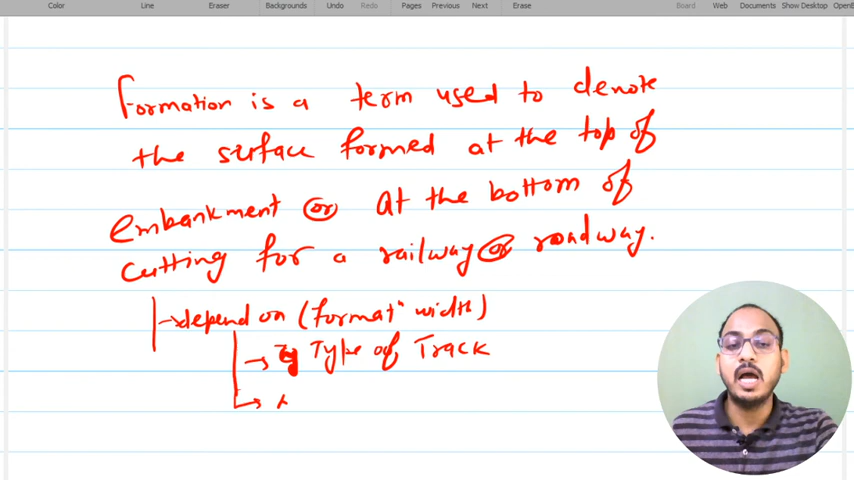 Color Line Eraser Backgrounds Undo Redo Pages Previous Next Erase Board Web Documents Show Desktop OpenB
Formation is a term used to denote
the surface formed at the top of
embankment or at the bottom of
cutting for a railway or roadway.
depend on (formatn width)
Type of Track